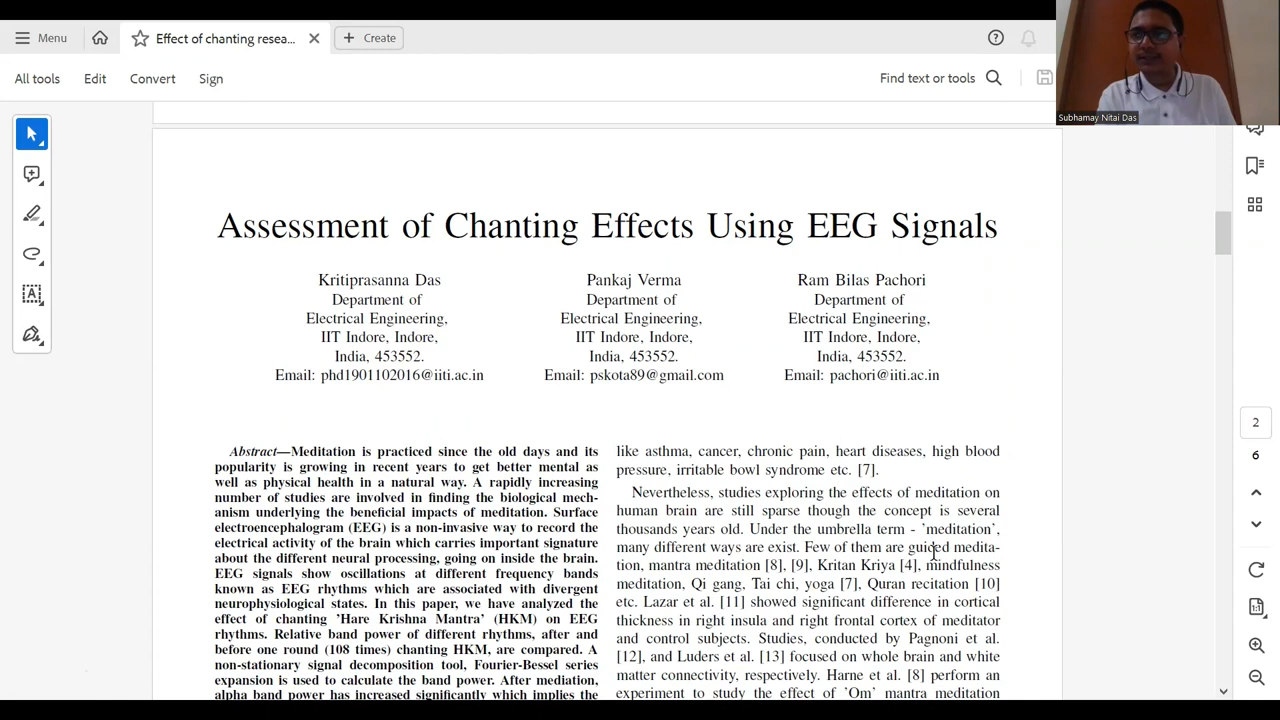 Menu
Effect of chanting resea...
Create
All tools
Edit
Convert
Sign
Find text or tools
Subhamay Nitai Das
Assessment of Chanting Effects Using EEG Signals
Kritiprasanna Das
Department of
Electrical Engineering,
IIT Indore, Indore,
India, 453552.
Email: phd1901102016@iiti.ac.in
Pankaj Verma
Department of
Electrical Engineering,
IIT Indore, Indore,
India, 453552.
Email: pskota89@gmail.com
Ram Bilas Pachori
Department of
Electrical Engineering,
IIT Indore, Indore,
India, 453552.
Email: pachori@iiti.ac.in
Abstract—Meditation is practiced since the old days and its
popularity is growing in recent years to get better mental as
well as physical health in a natural way. A rapidly increasing
number of studies are involved in finding the biological mech-
anism underlying the beneficial impacts of meditation. Surface
electroencephalogram (EEG) is a non-invasive way to record the
electrical activity of the brain which carries important signature
about the different neural processing, going on inside the brain.
EEG signals show oscillations at different frequency bands
known as EEG rhythms which are associated with divergent
neurophysiological states. In this paper, we have analyzed the
effect of chanting 'Hare Krishna Mantra' (HKM) on EEG
rhythms. Relative band power of different rhythms, after and
before one round (108 times) chanting HKM, are compared. A
non-stationary signal decomposition tool, Fourier-Bessel series
expansion is used to calculate the band power. After mediation,
alpha band power has increased significantly which implies the
like asthma, cancer, chronic pain, heart diseases, high blood
pressure, irritable bowl syndrome etc. [7].
Nevertheless, studies exploring the effects of meditation on
human brain are still sparse though the concept is several
thousands years old. Under the umbrella term - 'meditation',
many different ways are exist. Few of them are guided medita-
tion, mantra meditation [8], [9], Kritan Kriya [4], mindfulness
meditation, Qi gang, Tai chi, yoga [7], Quran recitation [10]
etc. Lazar et al. [11] showed significant difference in cortical
thickness in right insula and right frontal cortex of meditator
and control subjects. Studies, conducted by Pagnoni et al.
[12], and Luders et al. [13] focused on whole brain and white
matter connectivity, respectively. Harne et al. [8] perform an
experiment to study the effect of 'Om' mantra meditation
2
6